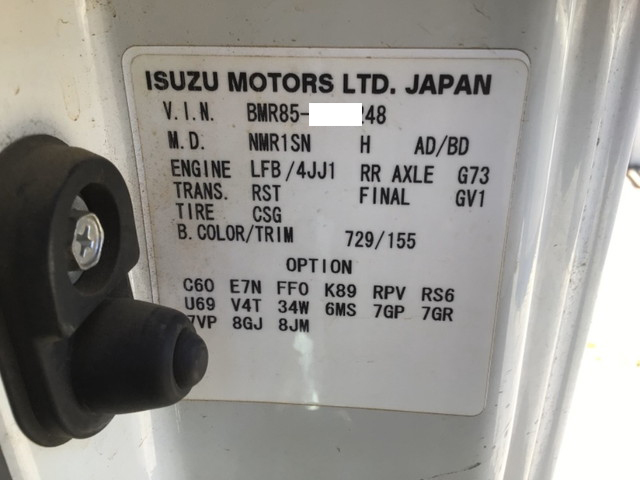 ISUZU MOTORS LTD. JAPAN
V.I.N. BMR85- 248
M.D. NMR1SN H AD/BD
ENGINE LFB/4JJ1 RR AXLE G73
TRANS. RST FINAL GV1
TIRE CSG
B.COLOR/TRIM 729/155
OPTION
C60 E7N FF0 K89 RPV RS6
U69 V4T 34W 6MS 7GP 7GR
7VP 8GJ 8JM